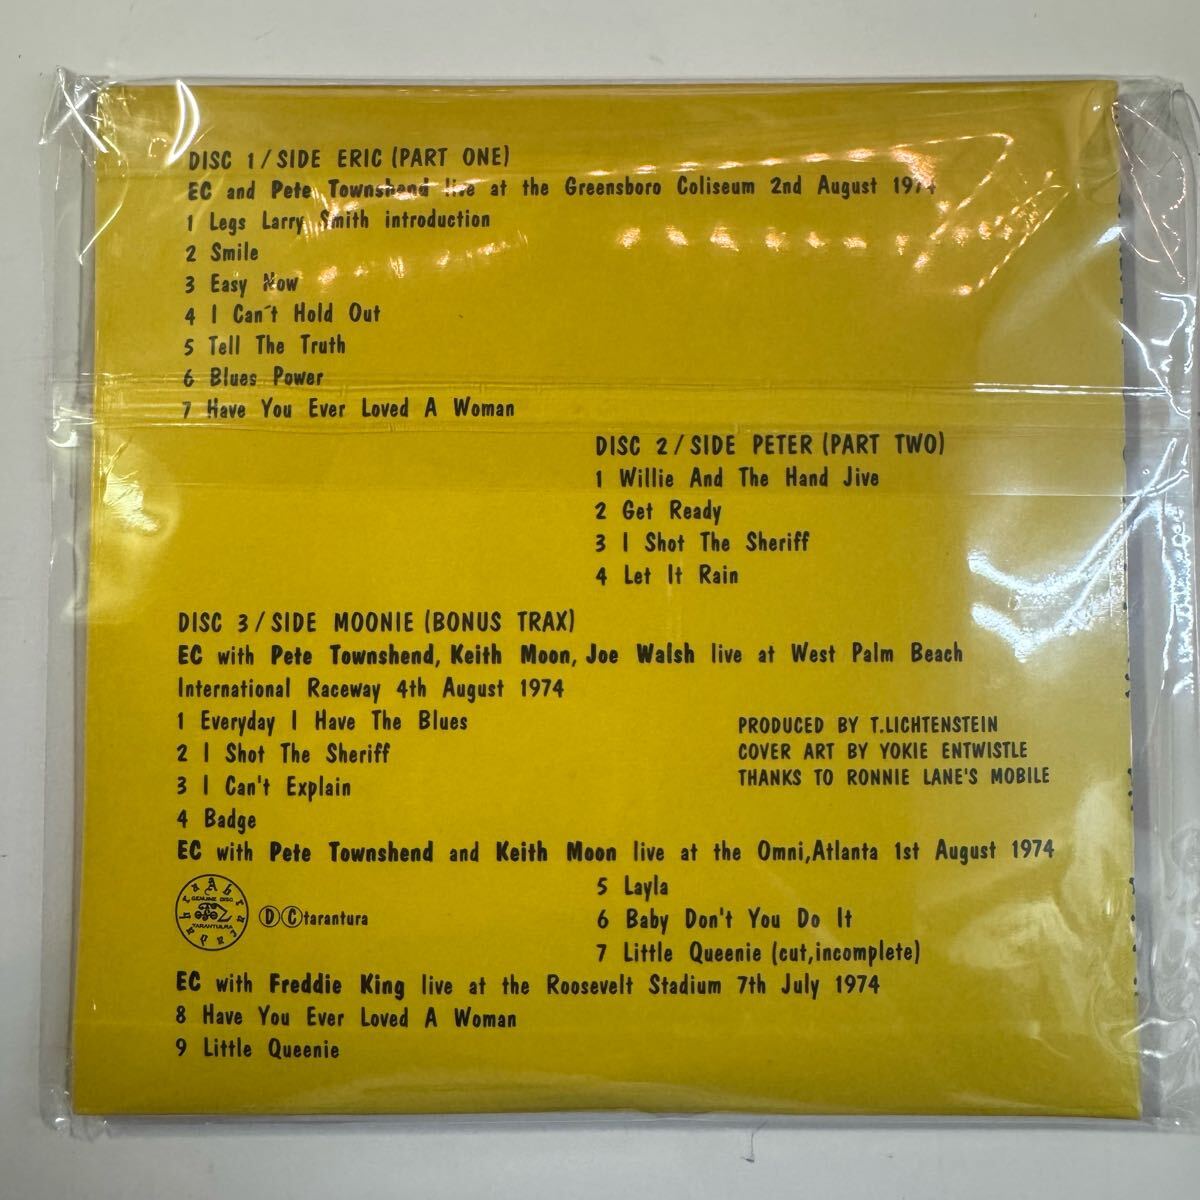 DISC 1 / SIDE ERIC (PART ONE)
EC and Pete Townshend live at the Greensboro Coliseum 2nd August 1974
1 Legs Larry Smith introduction
2 Smile
3 Easy Now
4 I Can´t Hold Out
5 Tell The Truth
6 Blues Power
7 Have You Ever Loved A Woman
DISC 2 / SIDE PETER (PART TWO)
1 Willie And The Hand Jive
2 Get Ready
3 I Shot The Sheriff
4 Let It Rain
DISC 3 / SIDE MOONIE (BONUS TRAX)
EC with Pete Townshend, Keith Moon, Joe Walsh live at West Palm Beach
International Raceway 4th August 1974
1 Everyday I Have The Blues
2 I Shot The Sheriff
3 I Can't Explain
4 Badge
PRODUCED BY T.LICHTENSTEIN
COVER ART BY YOKIE ENTWISTLE
THANKS TO RONNIE LANE'S MOBILE
EC with Pete Townshend and Keith Moon live at the Omni,Atlanta 1st August 1974
5 Layla
6 Baby Don't You Do It
7 Little Queenie (cut,incomplete)
GENUINE DISC
TARANTURA
Ⓓ Ⓒ tarantura
EC with Freddie King live at the Roosevelt Stadium 7th July 1974
8 Have You Ever Loved A Woman
9 Little Queenie